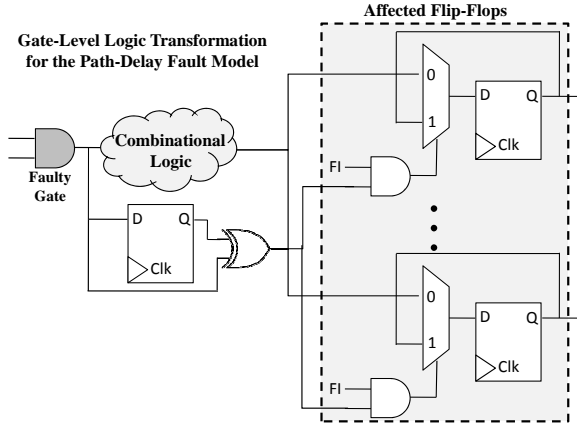 Affected Flip-Flops
Gate-Level Logic Transformation
for the Path-Delay Fault Model
0
D Q
Combinational
Logic
1
Clk
Faulty
Gate
FI
D Q
Clk
0
D Q
1
Clk
FI